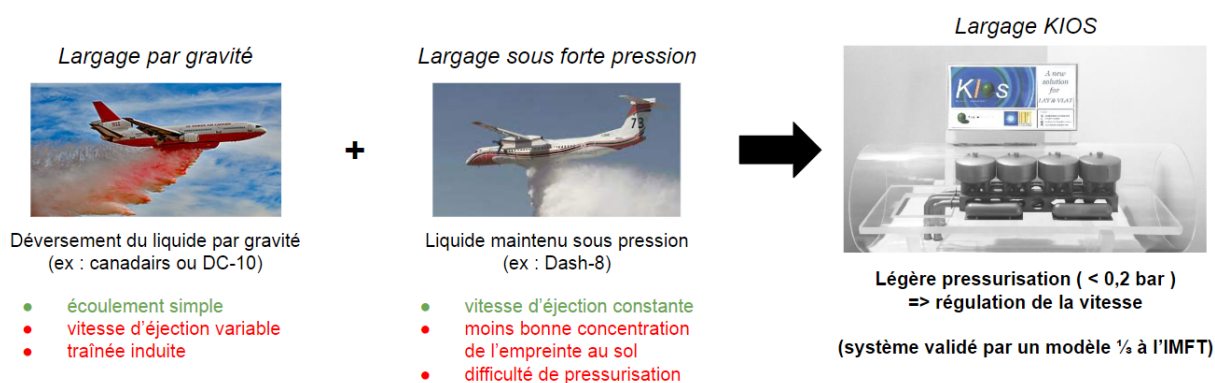 Largage par gravité
Déversement du liquide par gravité
(ex : canadairs ou DC-10)
● écoulement simple
● vitesse d’éjection variable
● traînée induite
+
Largage sous forte pression
73
Liquide maintenu sous pression
(ex : Dash-8)
● vitesse d’éjection constante
● moins bonne concentration
de l’empreinte au sol
● difficulté de pressurisation
Largage KIOS
KIos
A new
solution
for
LAT & VLAT
Légère pressurisation ( < 0,2 bar )
=> régulation de la vitesse
(système validé par un modèle ⅓ à l’IMFT)